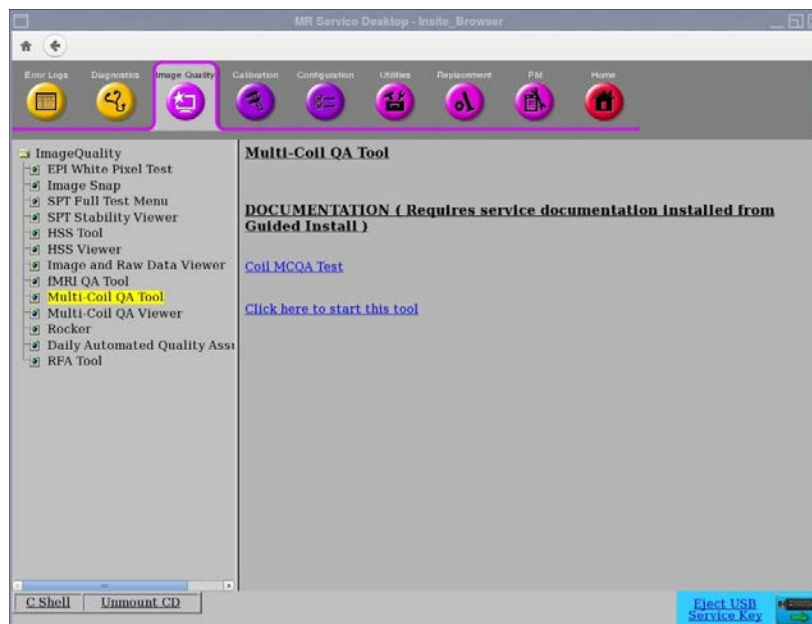 MR Service Desktop - Insite_Browser
Error Logs
Diagnostics
Image Quality
Calibration
Configuration
Utilities
Replacement
PM
Home
ImageQuality
EPI White Pixel Test
Image Snap
SPT Full Test Menu
SPT Stability Viewer
HSS Tool
HSS Viewer
Image and Raw Data Viewer
fMRI QA Tool
Multi-Coil QA Tool
Multi-Coil QA Viewer
Rocker
Daily Automated Quality Assu
RFA Tool
Multi-Coil QA Tool
DOCUMENTATION ( Requires service documentation installed from
Guided Install )
Coil MCQA Test
Click here to start this tool
C Shell
Unmount CD
Eject USB
Service Key